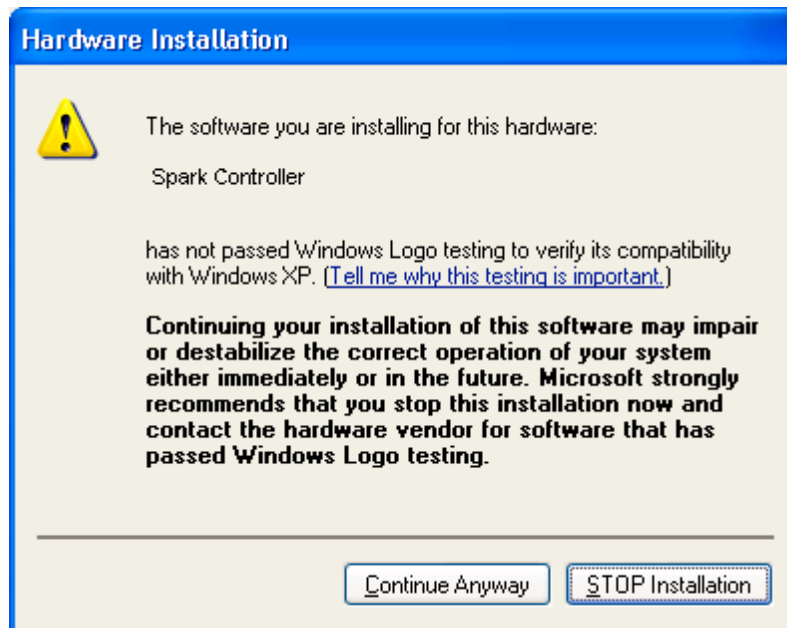 Hardware Installation
The software you are installing for this hardware:
Spark Controller
has not passed Windows Logo testing to verify its compatibility
with Windows XP. (Tell me why this testing is important.)
Continuing your installation of this software may impair
or destabilize the correct operation of your system
either immediately or in the future. Microsoft strongly
recommends that you stop this installation now and
contact the hardware vendor for software that has
passed Windows Logo testing.
Continue Anyway
STOP Installation